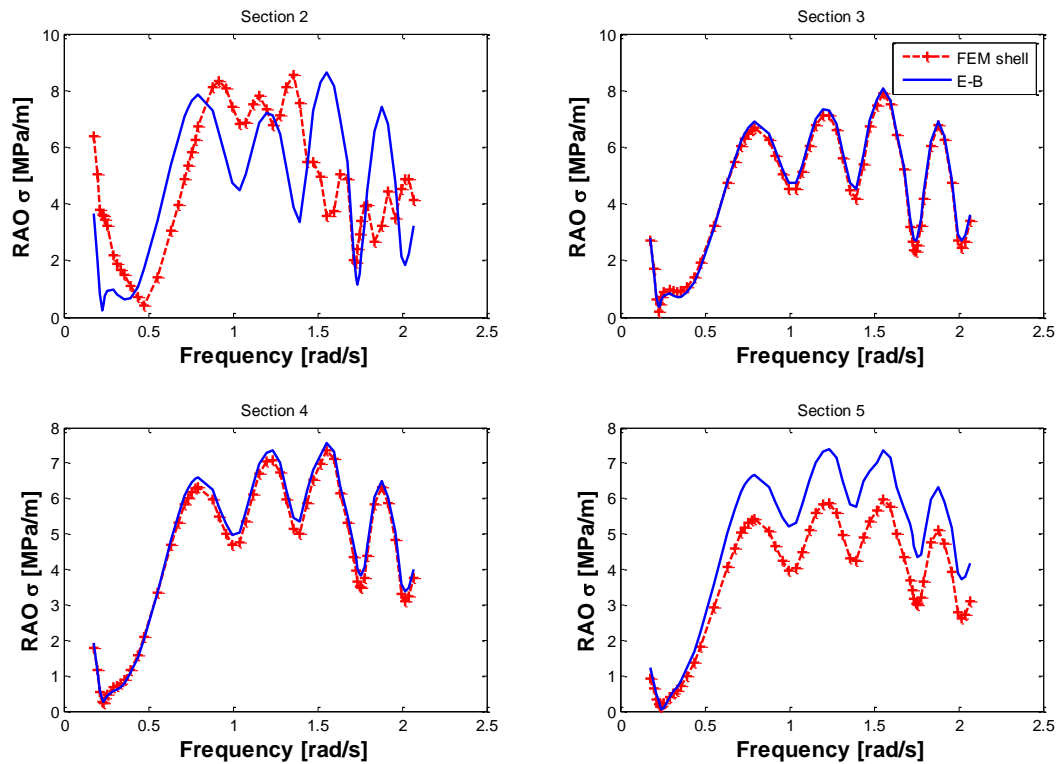 Section 2
10
8
6
4
2
0
0 0.5 1 1.5 2 2.5
RAO σ [MPa/m]
Frequency [rad/s]
Section 3
FEM shell
E-B
10
8
6
4
2
0
0 0.5 1 1.5 2 2.5
RAO σ [MPa/m]
Frequency [rad/s]
Section 4
8
7
6
5
4
3
2
1
0
0 0.5 1 1.5 2 2.5
RAO σ [MPa/m]
Frequency [rad/s]
Section 5
8
7
6
5
4
3
2
1
0
0 0.5 1 1.5 2 2.5
RAO σ [MPa/m]
Frequency [rad/s]